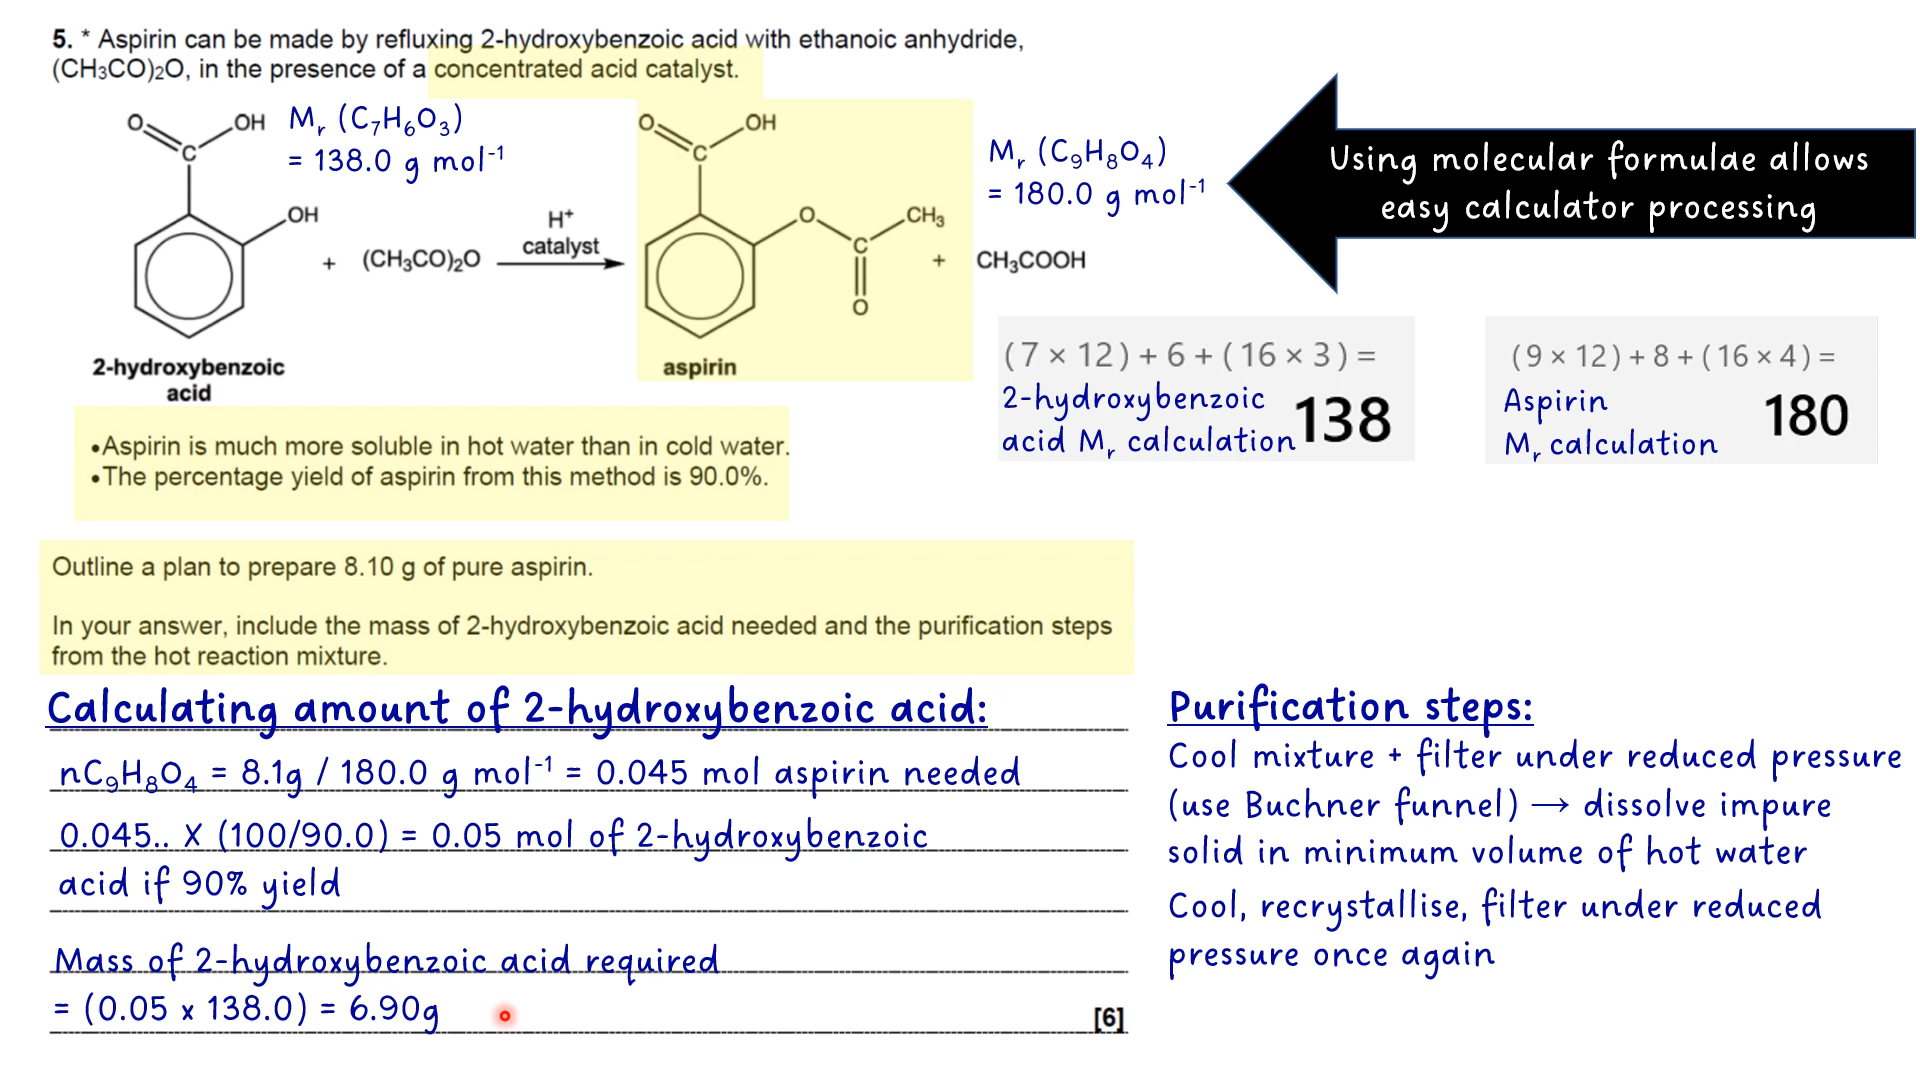 5. * Aspirin can be made by refluxing 2-hydroxybenzoic acid with ethanoic anhydride,
(CH₃CO)₂O, in the presence of a concentrated acid catalyst.
O
OH
C
OH
Mᵣ (C₇H₆O₃)
= 138.0 g mol⁻¹
+ (CH₃CO)₂O
H⁺
catalyst
O
OH
C
O
CH₃
C
O
+ CH₃COOH
Mᵣ (C₉H₈O₄)
= 180.0 g mol⁻¹
Using molecular formulae allows
easy calculator processing
2-hydroxybenzoic
acid
aspirin
(7 × 12) + 6 + (16 × 3) =
2-hydroxybenzoic
acid Mᵣ calculation
138
(9 × 12) + 8 + (16 × 4) =
Aspirin
Mᵣ calculation
180
•Aspirin is much more soluble in hot water than in cold water.
•The percentage yield of aspirin from this method is 90.0%.
Outline a plan to prepare 8.10 g of pure aspirin.
In your answer, include the mass of 2-hydroxybenzoic acid needed and the purification steps
from the hot reaction mixture.
Calculating amount of 2-hydroxybenzoic acid:
nC₉H₈O₄ = 8.1g / 180.0 g mol⁻¹ = 0.045 mol aspirin needed
0.045.. X (100/90.0) = 0.05 mol of 2-hydroxybenzoic
acid if 90% yield
Mass of 2-hydroxybenzoic acid required
= (0.05 x 138.0) = 6.90g
[6]
Purification steps:
Cool mixture + filter under reduced pressure
(use Buchner funnel) → dissolve impure
solid in minimum volume of hot water
Cool, recrystallise, filter under reduced
pressure once again